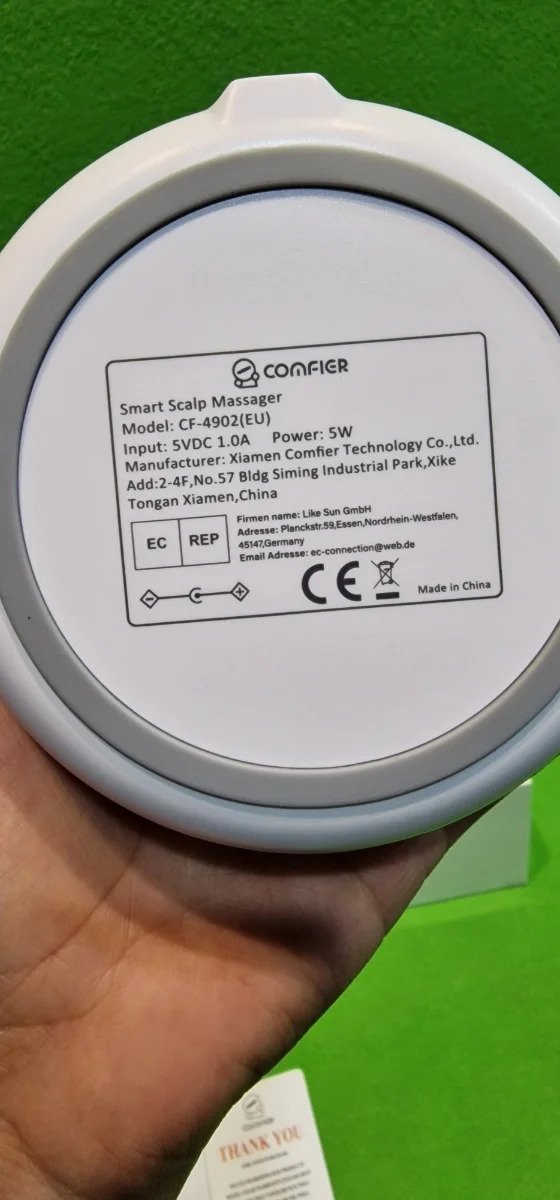 COMFIER
Smart Scalp Massager
Model: CF-4902(EU)
Input: 5VDC 1.0A Power: 5W
Manufacturer: Xiamen Comfier Technology Co.,Ltd.
Add:2-4F,No.57 Bldg Siming Industrial Park,Xike
Tongan Xiamen,China
EC REP
Firmen name: Like Sun GmbH
Adresse: Planckstr.59,Essen,Nordrhein-Westfalen,
45147,Germany
Email Adresse: ec-connection@web.de
CE
Made in China
COMFIER
THANK YOU